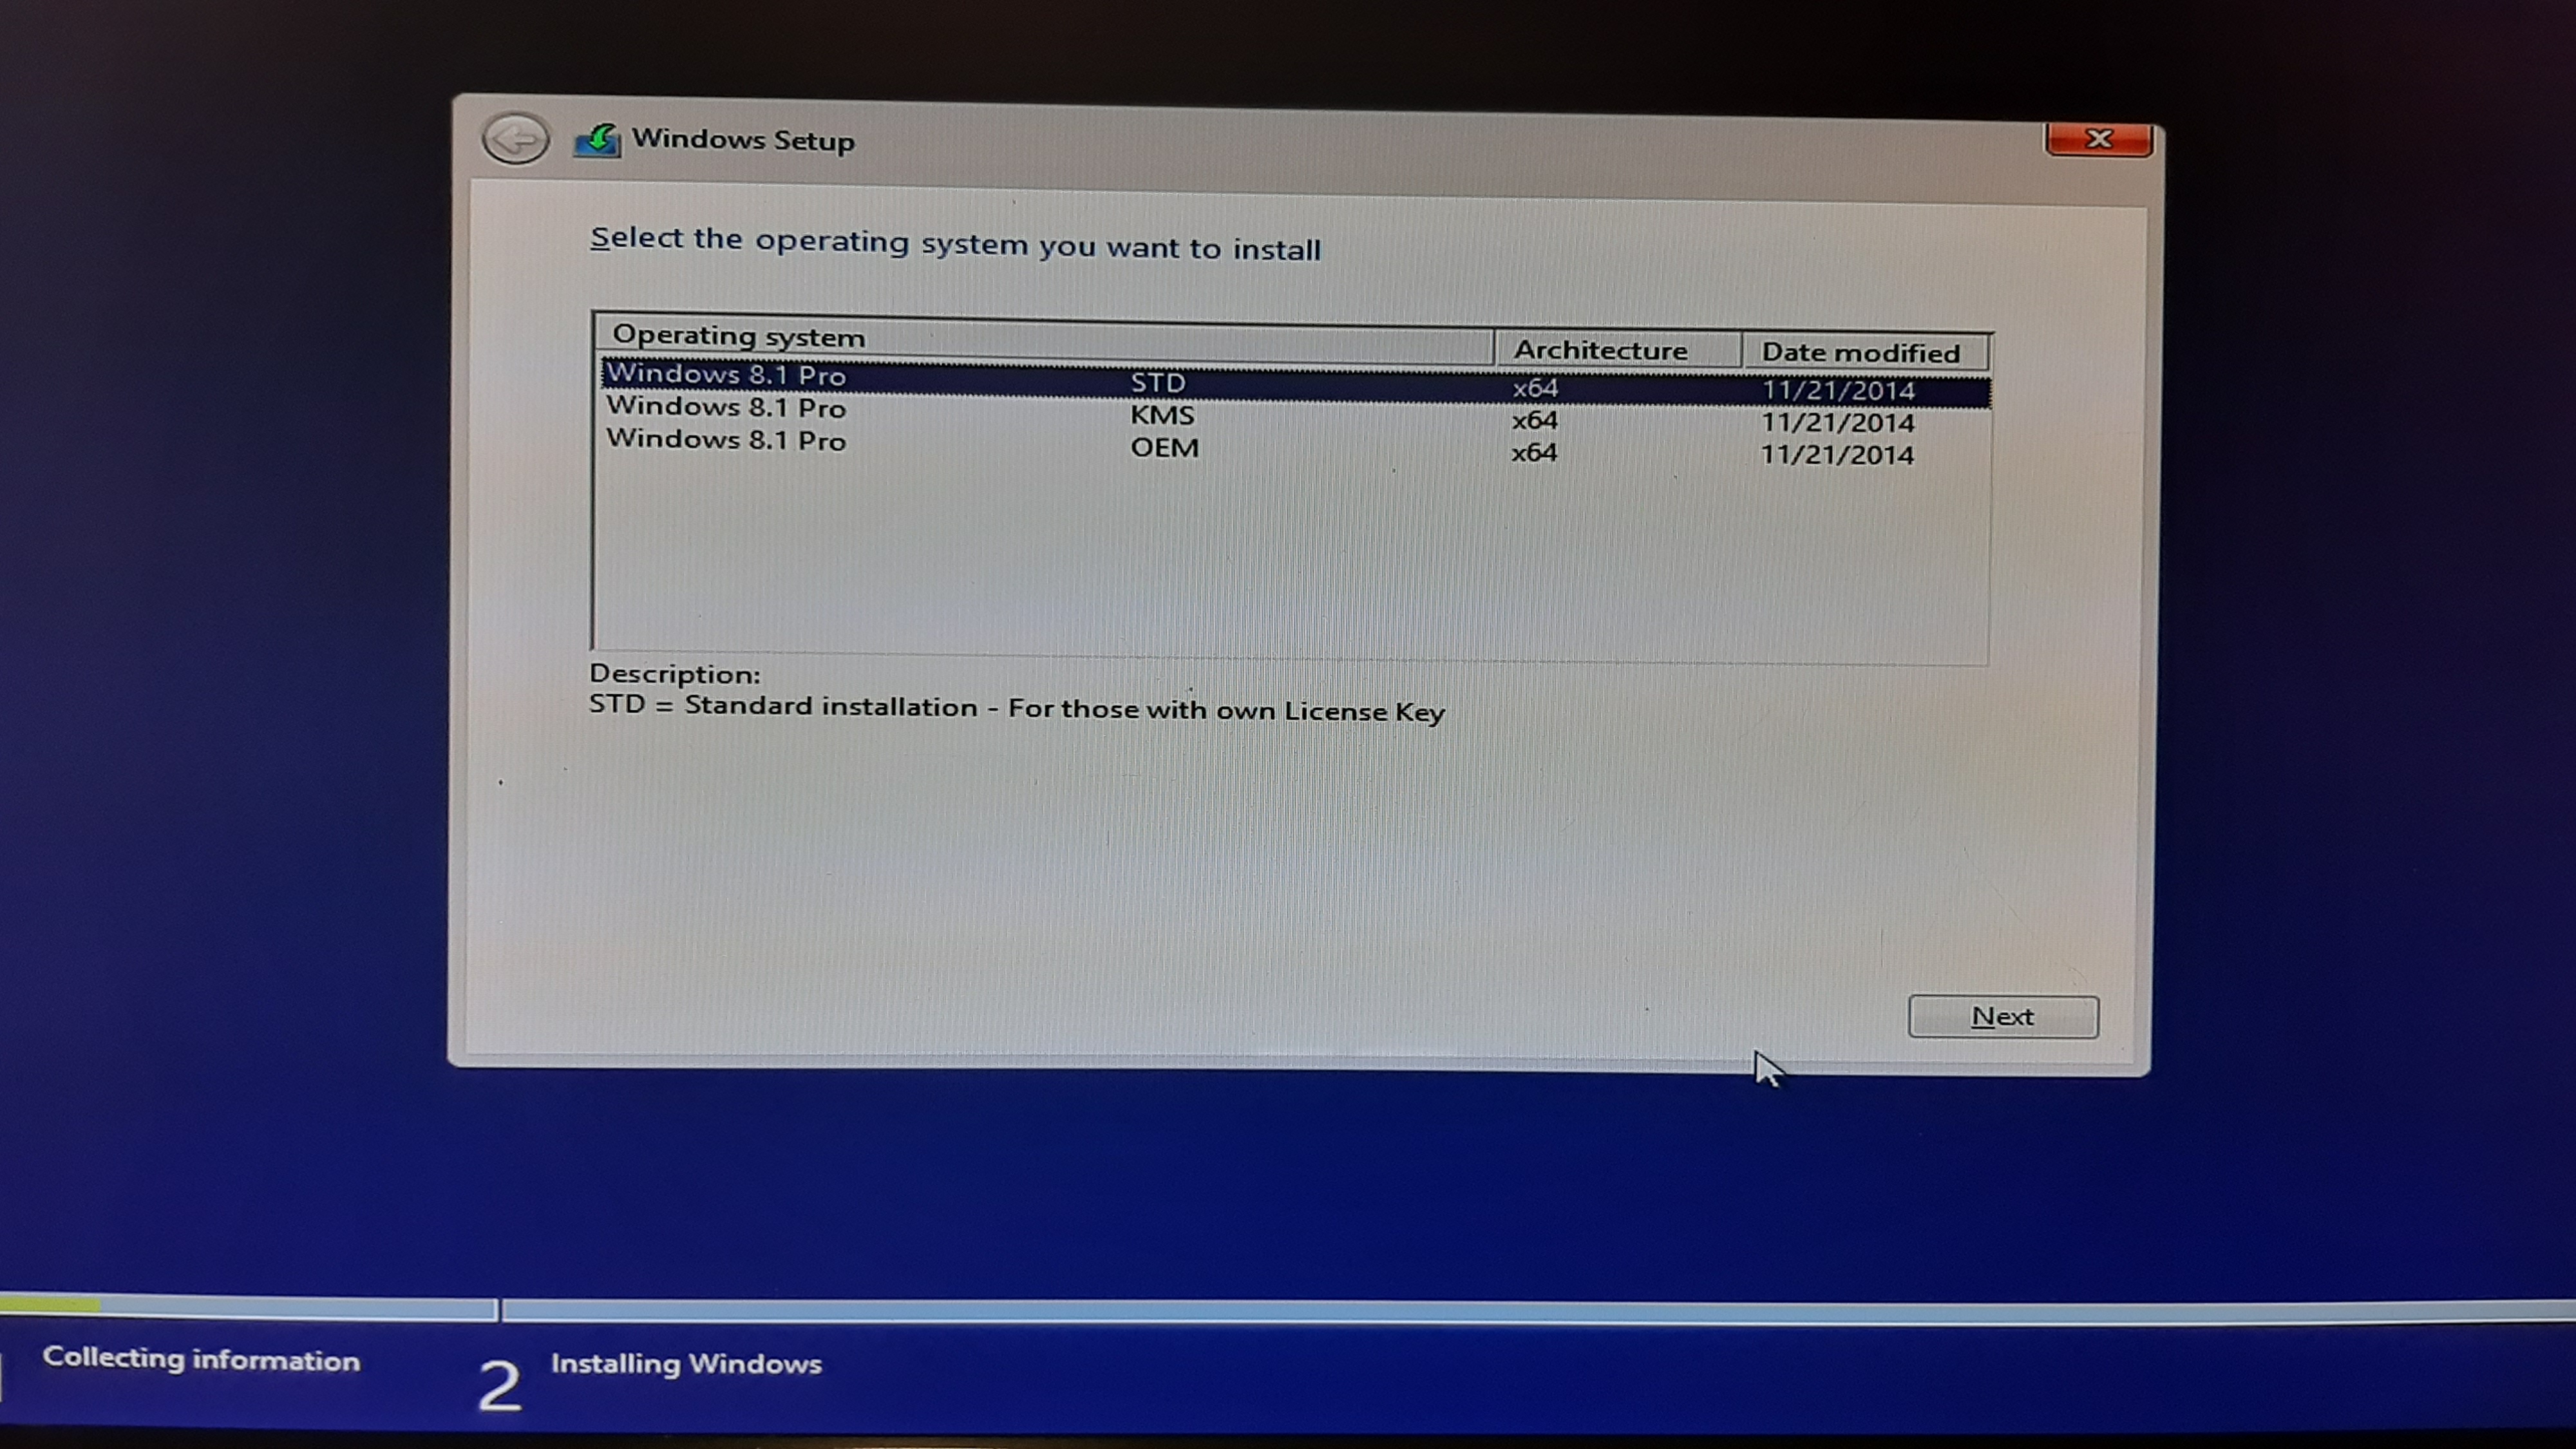 Windows Setup
x
Select the operating system you want to install
Operating system Architecture Date modified
Windows 8.1 Pro STD x64 11/21/2014
Windows 8.1 Pro KMS x64 11/21/2014
Windows 8.1 Pro OEM x64 11/21/2014
Description:
STD = Standard installation - For those with own License Key
Next
Collecting information
2 Installing Windows